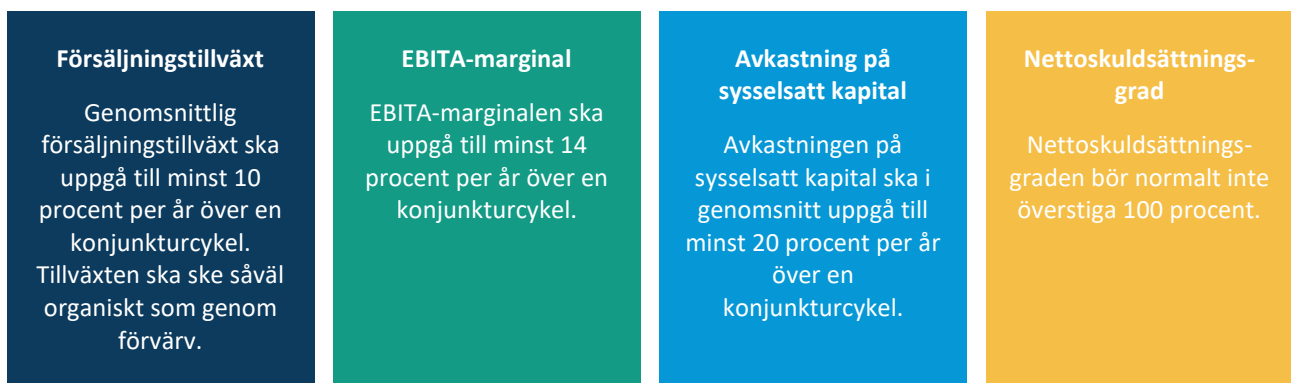 Försäljningstillväxt
Genomsnittlig
försäljningstillväxt ska
uppgå till minst 10
procent per år över en
konjunkturcykel.
Tillväxten ska ske såväl
organiskt som genom
förvärv.
EBITA-marginal
EBITA-marginalen ska
uppgå till minst 14
procent per år över en
konjunkturcykel.
Avkastning på
sysselsatt kapital
Avkastningen på
sysselsatt kapital ska i
genomsnitt uppgå till
minst 20 procent per år
över en
konjunkturcykel.
Nettoskuldsättnings-
grad
Nettoskuldsättnings-
graden bör normalt inte
överstiga 100 procent.